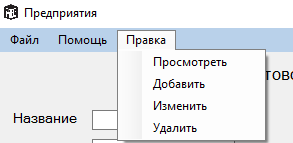 Предприятия
Файл Помощь Правка
Просмотреть
Добавить
Изменить
Удалить
Название